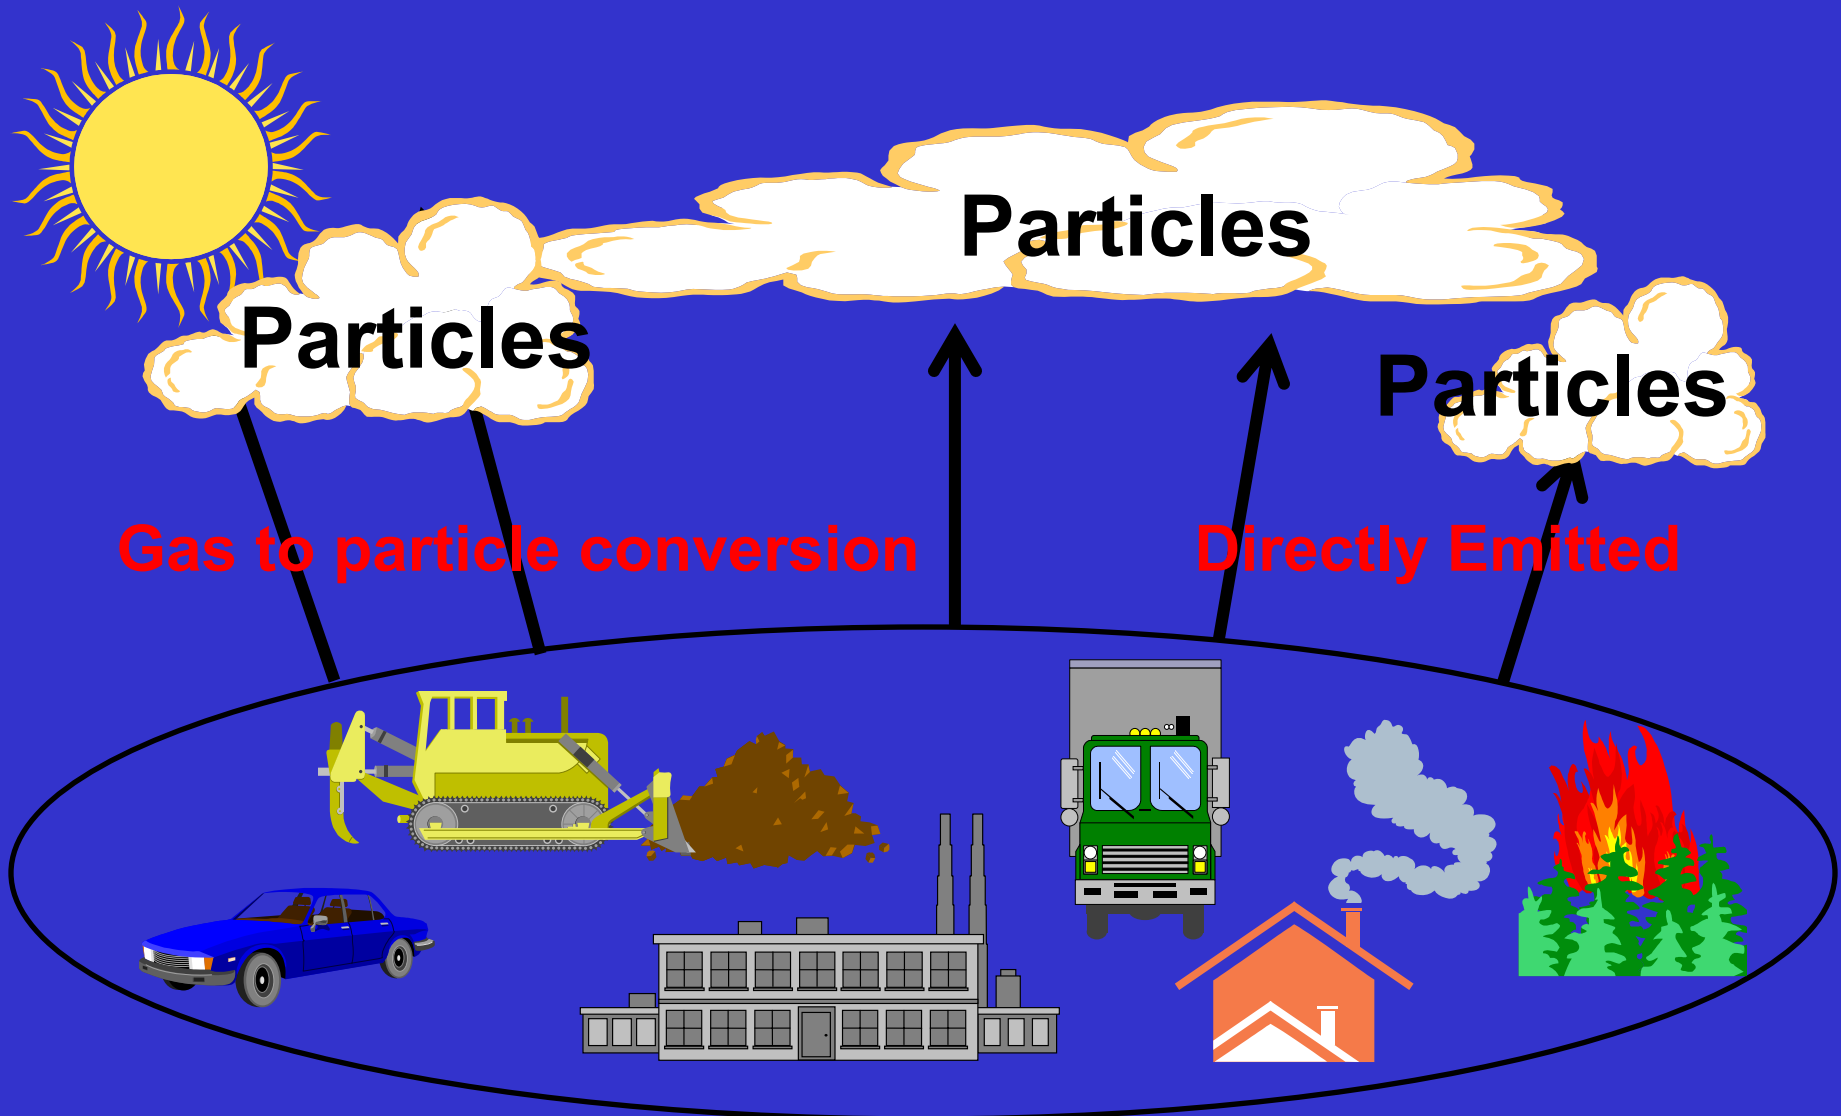 Particles
Particles
Particles
Gas to particle conversion
Directly Emitted